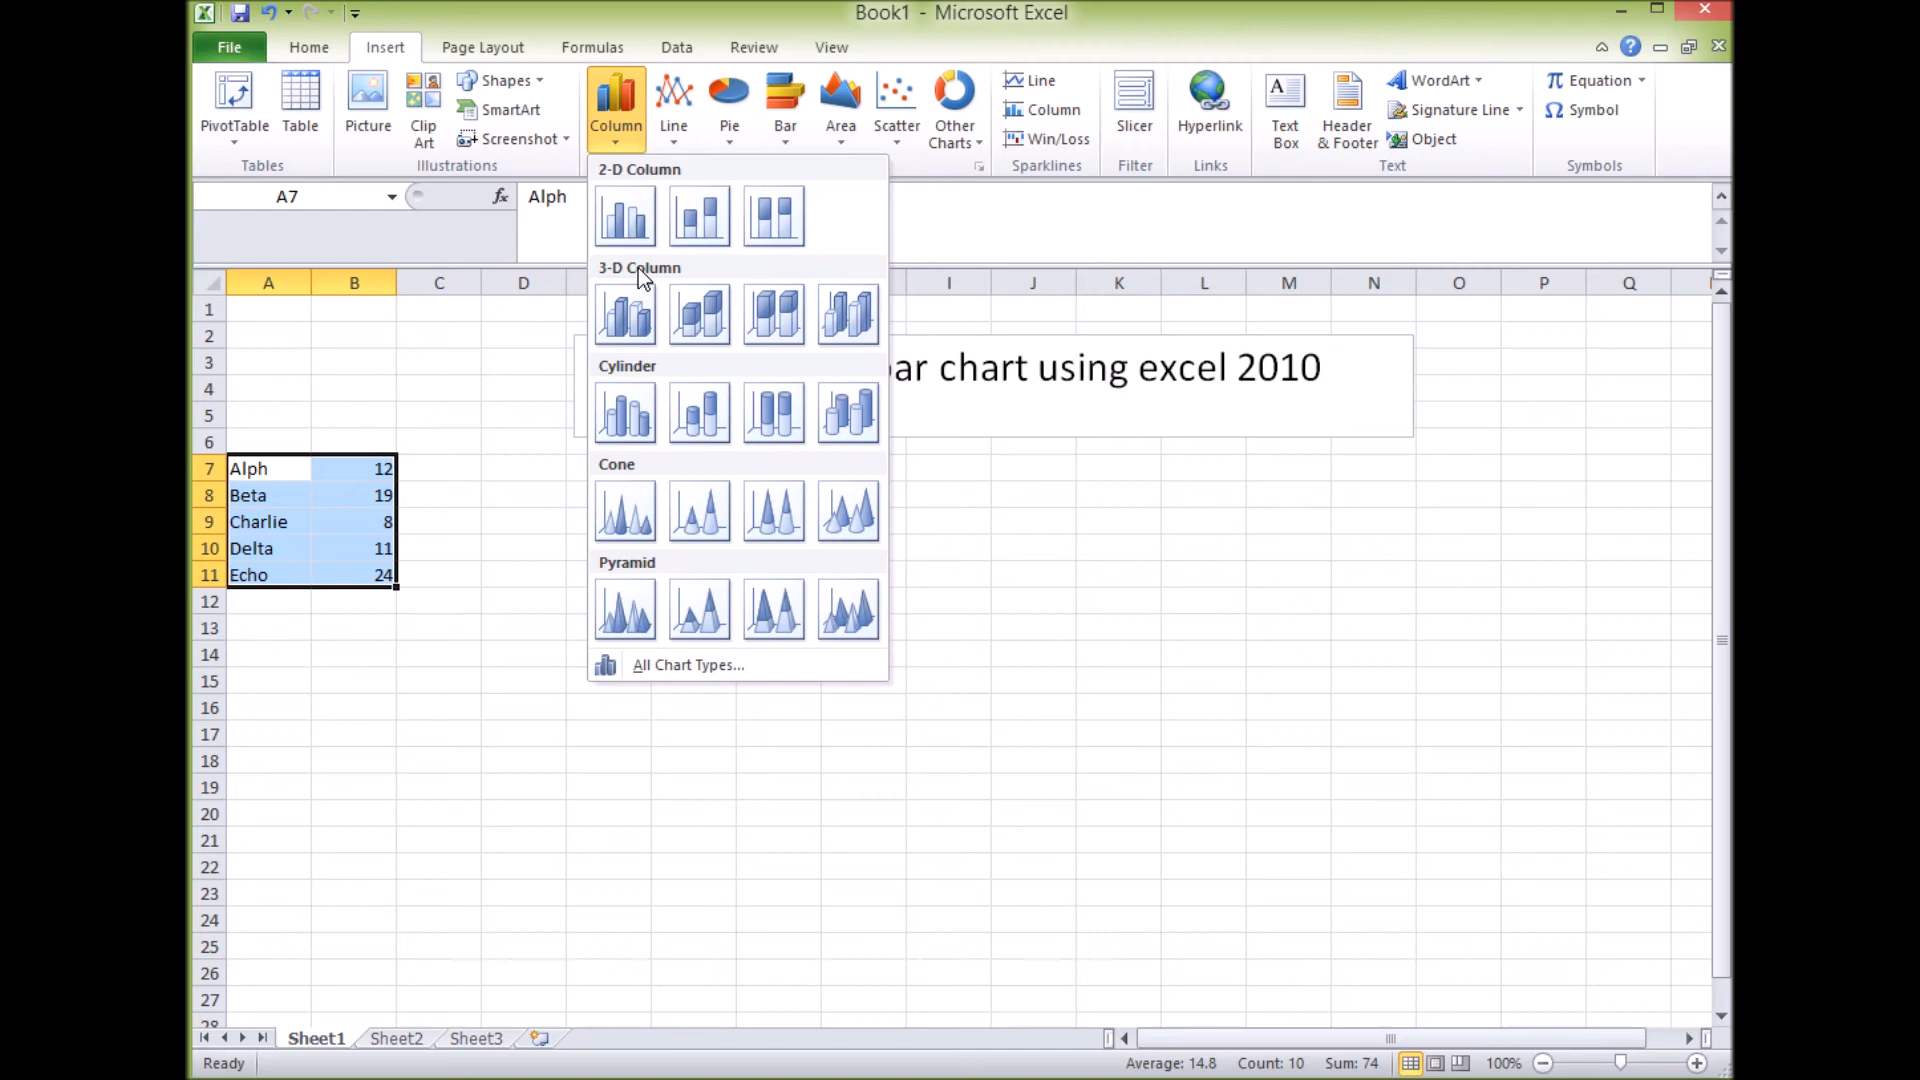 Book1 - Microsoft Excel
File Home Insert Page Layout Formulas Data Review View
PivotTable Table Picture Clip Art Shapes SmartArt Screenshot Column Line Pie Bar Area Scatter Other Charts Line Column Win/Loss Slicer Hyperlink Text Box Header & Footer WordArt Signature Line Object Equation Symbol
Tables Illustrations Sparklines Filter Links Text Symbols
A7 fx Alph
2-D Column
3-D Column
Cylinder
Cone
Pyramid
All Chart Types...
A B C D I J K L M N O P Q
1
2
3
bar chart using excel 2010
4
5
6
7 Alph 12
8 Beta 19
9 Charlie 8
10 Delta 11
11 Echo 24
12
13
14
15
16
17
18
19
20
21
22
23
24
25
26
27
28
Sheet1 Sheet2 Sheet3
Ready Average: 14.8 Count: 10 Sum: 74 100%